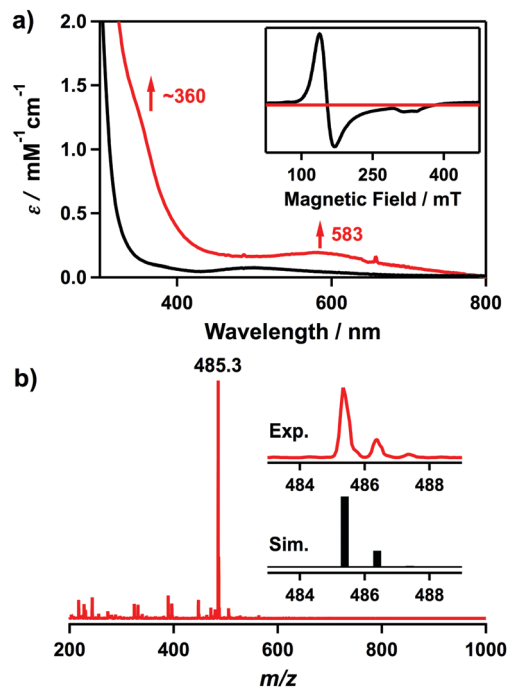 a)
2.0
1.5
1.0
0.5
0.0
ε / mM⁻¹cm⁻¹
~360
583
100 250 400
Magnetic Field / mT
400 600 800
Wavelength / nm
b)
485.3
Exp.
484 486 488
Sim.
484 486 488
200 400 600 800 1000
m/z